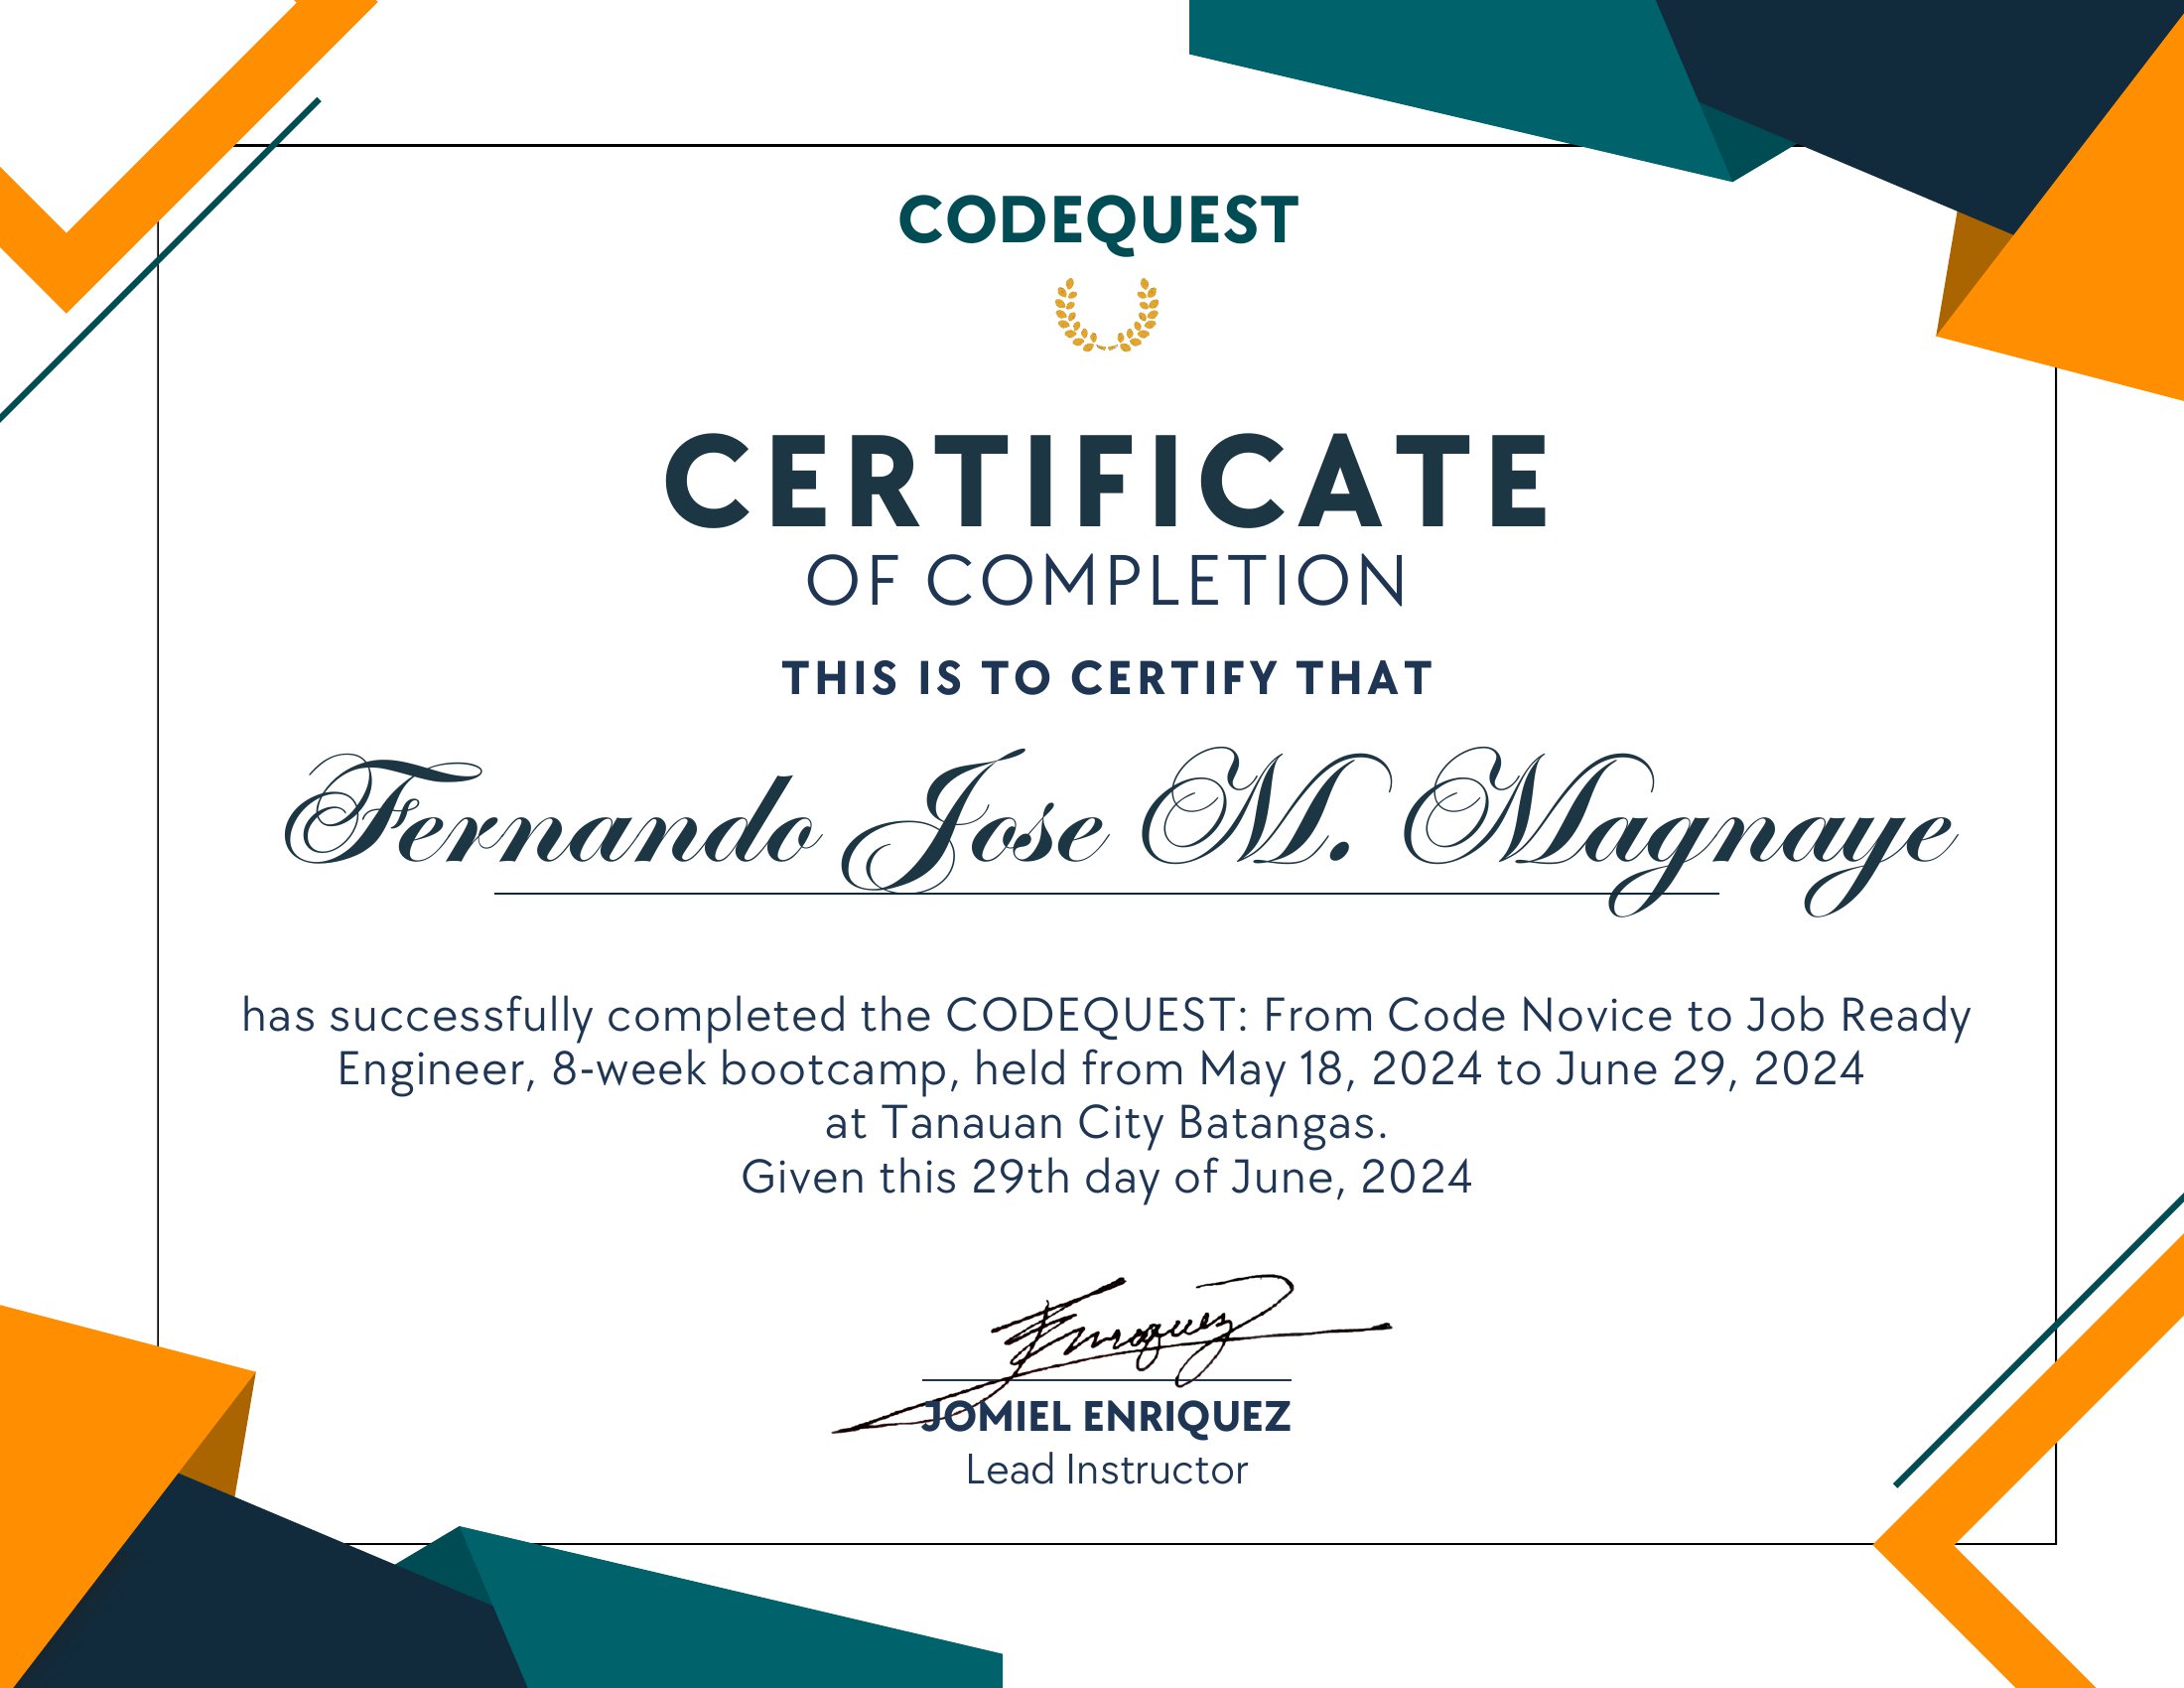 CODEQUEST
CERTIFICATE
OF COMPLETION
THIS IS TO CERTIFY THAT
Fernando Jose M. Magnaye
has successfully completed the CODEQUEST: From Code Novice to Job Ready
Engineer, 8-week bootcamp, held from May 18, 2024 to June 29, 2024
at Tanauan City Batangas.
Given this 29th day of June, 2024
Enriquez
JOMIEL ENRIQUEZ
Lead Instructor